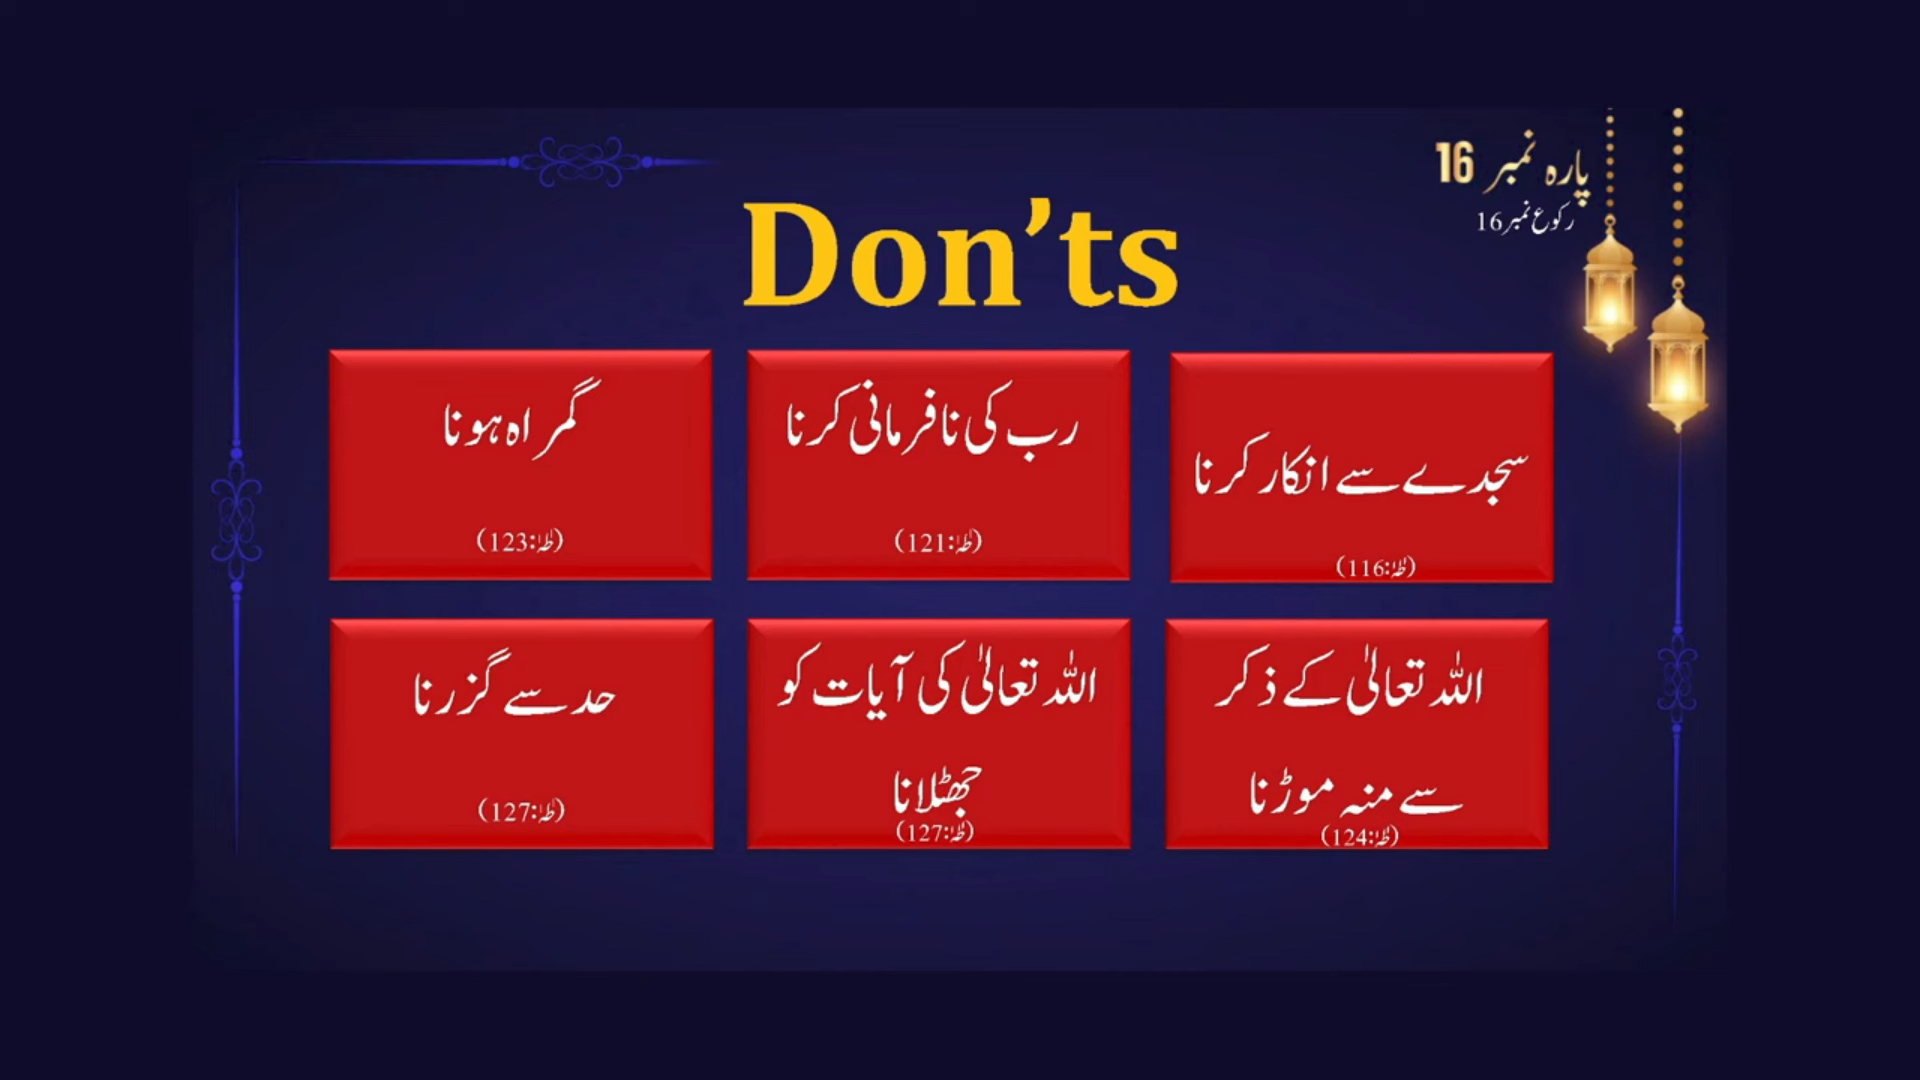 پارہ نمبر 16
رکوع نمبر 16
Don’ts
سجدے سے انکار کرنا
(طٰہٰ:116)
رب کی نافرمانی کرنا
(طٰہٰ:121)
گمراہ ہونا
(طٰہٰ:123)
اللہ تعالیٰ کے ذکر
سے منہ موڑنا
(طٰہٰ:124)
اللہ تعالیٰ کی آیات کو
جھٹلانا
(طٰہٰ:127)
حد سے گزرنا
(طٰہٰ:127)